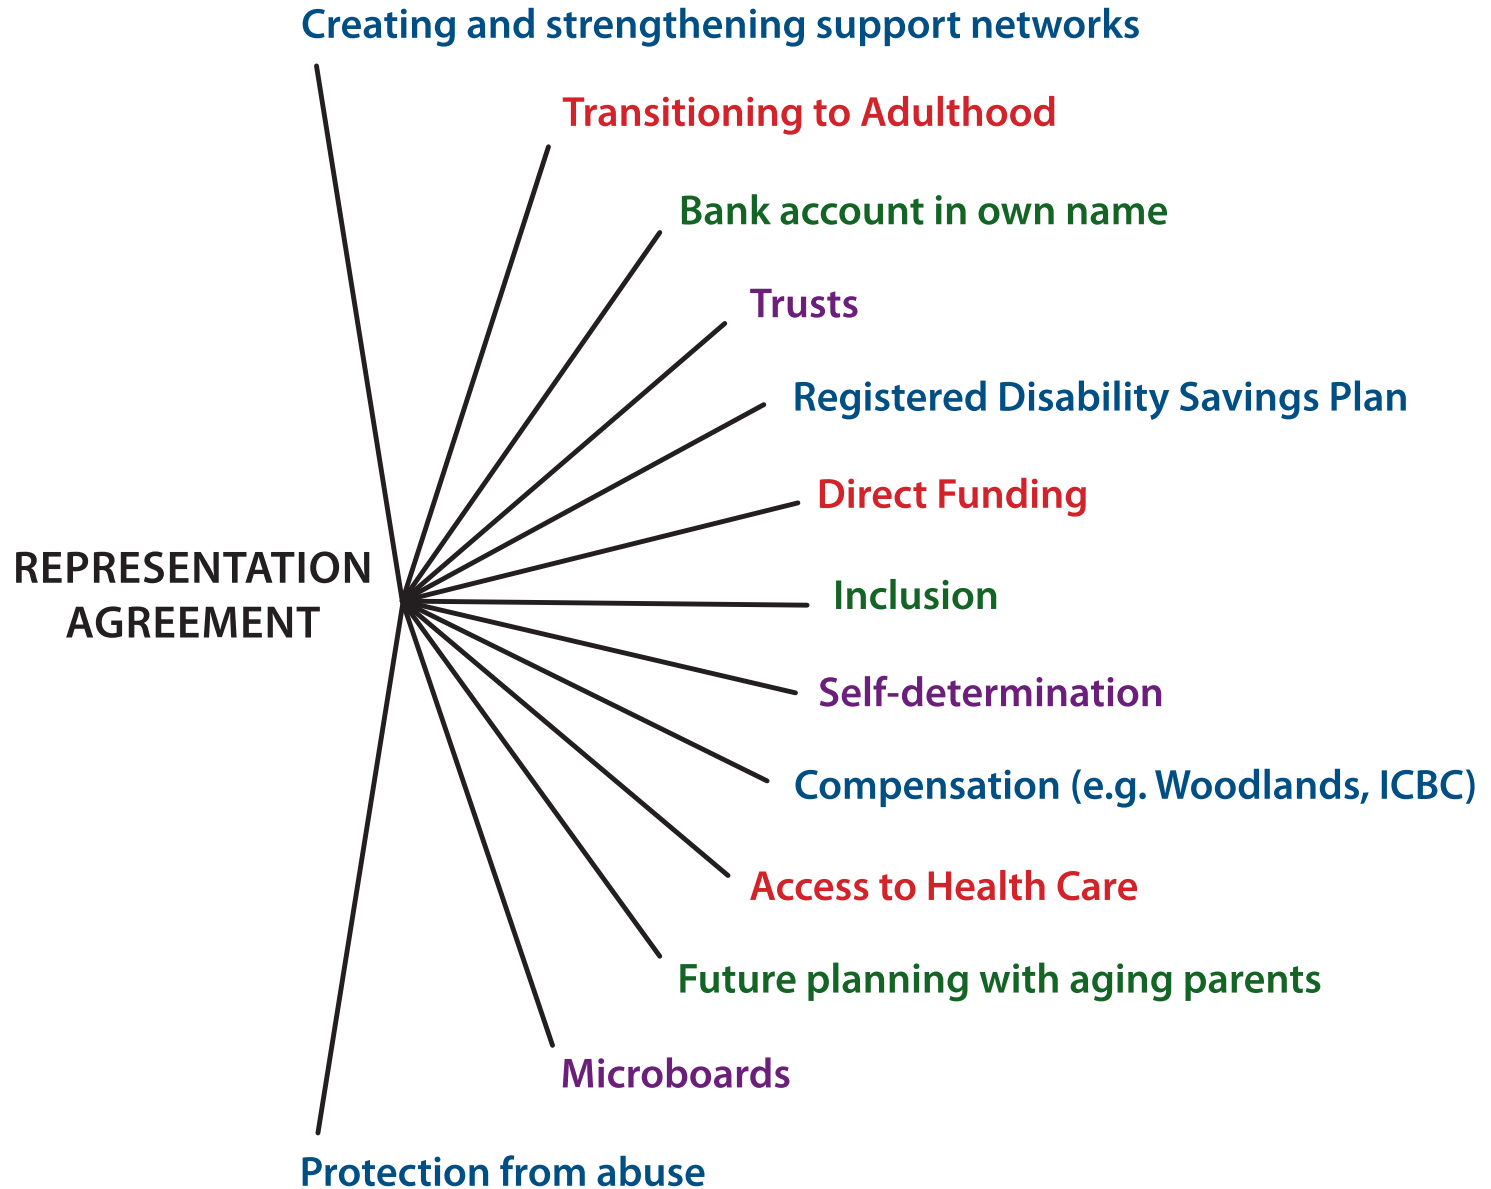 Creating and strengthening support networks
Transitioning to Adulthood
Bank account in own name
Trusts
Registered Disability Savings Plan
Direct Funding
REPRESENTATION
AGREEMENT
Inclusion
Self-determination
Compensation (e.g. Woodlands, ICBC)
Access to Health Care
Future planning with aging parents
Microboards
Protection from abuse